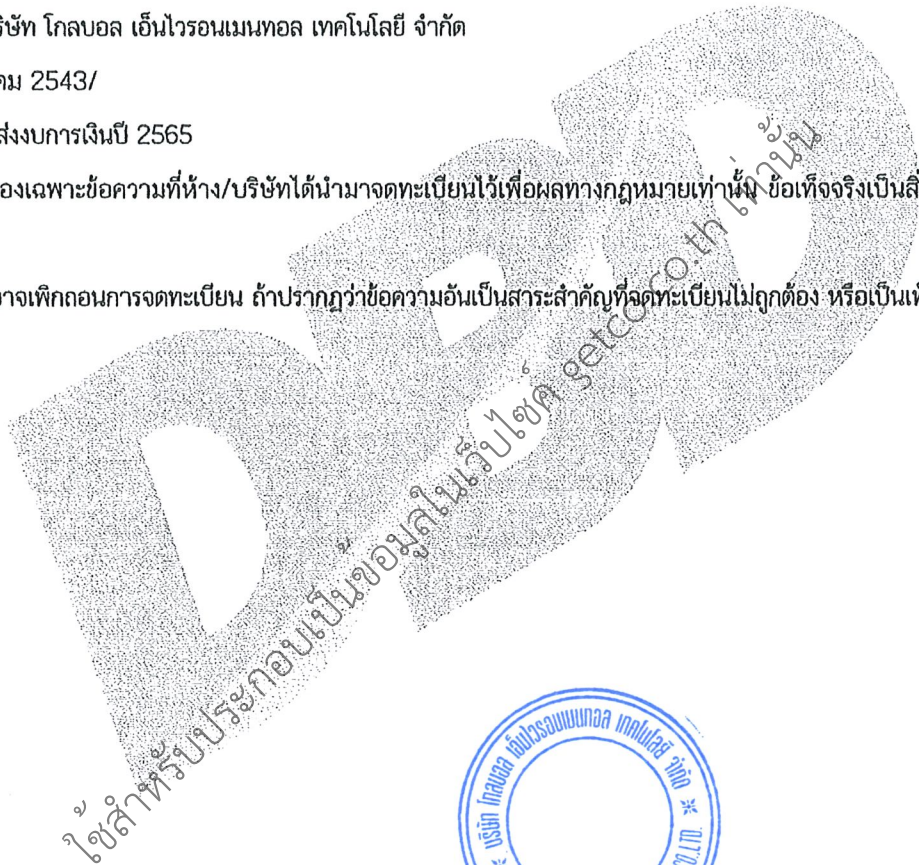 ริษัท โกลบอล เอ็นไวรอนเมนทอล เทคโนโลยี จำกัด
คม 2543/
ส่งงบการเงินปี 2565
องเฉพาะข้อความที่ห้าง/บริษัทได้นำมาจดทะเบียนไว้เพื่อผลทางกฎหมายเท่านั้น ข้อเท็จจริงเป็นสิ่
าจเพิกถอนการจดทะเบียน ถ้าปรากฏว่าข้อความอันเป็นสาระสำคัญที่จดทะเบียนไม่ถูกต้อง หรือเป็นเท
DBD
ใช้สำหรับประกอบเป็นข้อมูลในเว็บไซต์ getco.co.th เท่านั้น
บริษัท โกลบอล เอ็นไวรอนเมนทอล เทคโนโลยี จำกัด